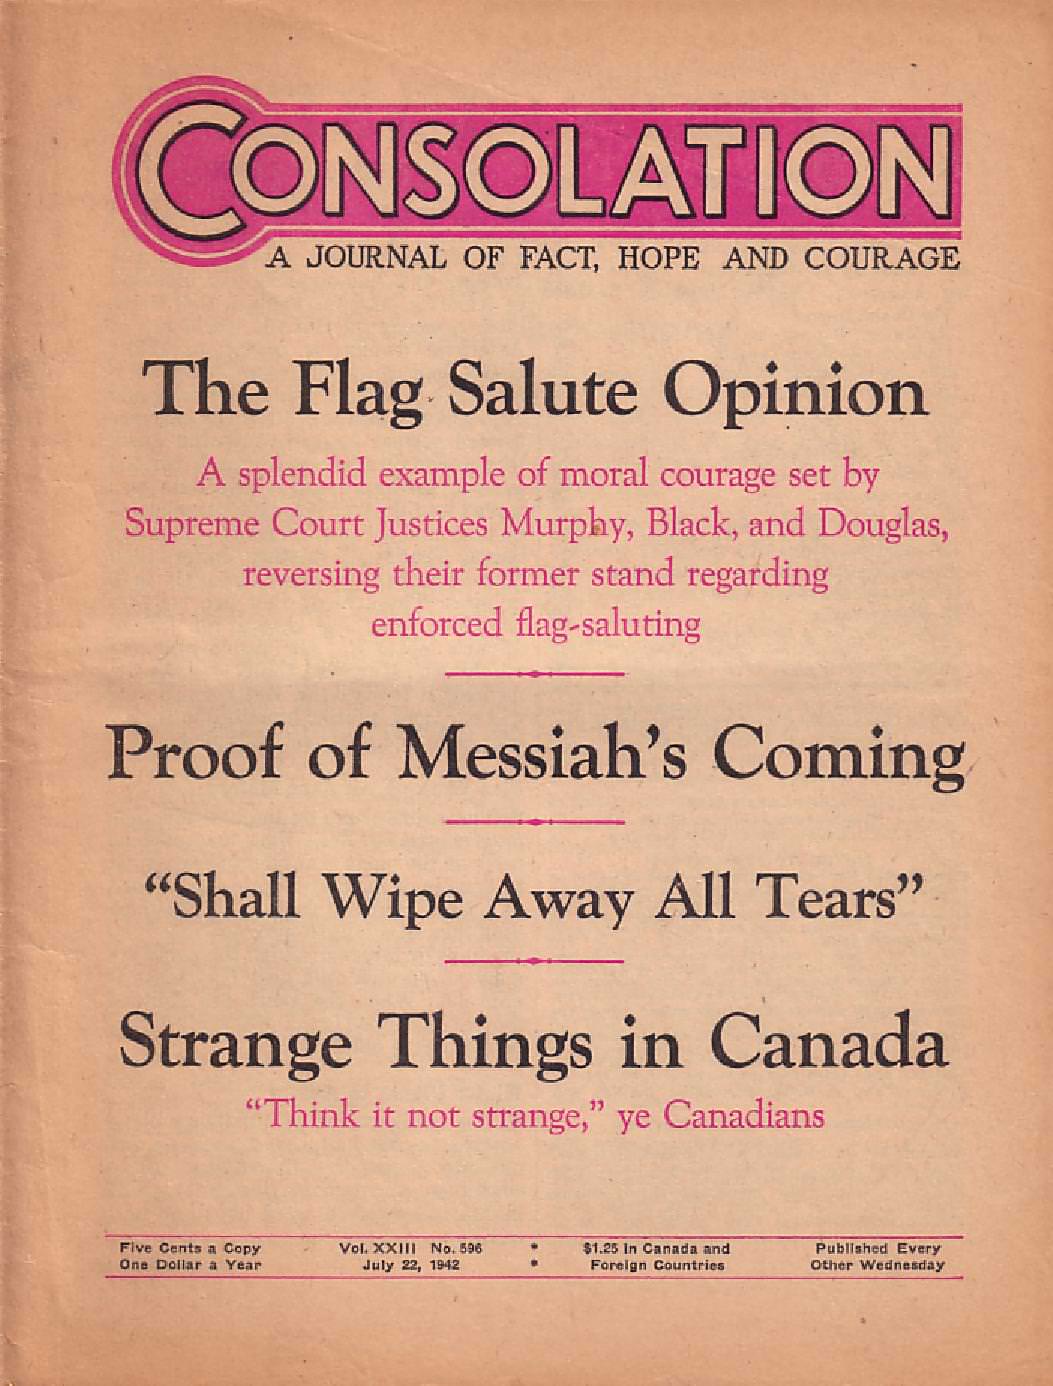 CONSOLATION
A JOURNAL OF FACT, HOPE AND COURAGE
The Flag Salute Opinion
A splendid example of moral courage set by
Supreme Court Justices Murphy, Black, and Douglas,
reversing their former stand regarding
enforced flag-saluting
Proof of Messiah's Coming
“Shall Wipe Away All Tears”
Strange Things in Canada
“Think it not strange,” ye Canadians
Five Cents a Copy Vol. XXIII No. 596 * $1.25 in Canada and Published Every
One Dollar a Year July 22, 1942 * Foreign Countries Other Wednesday